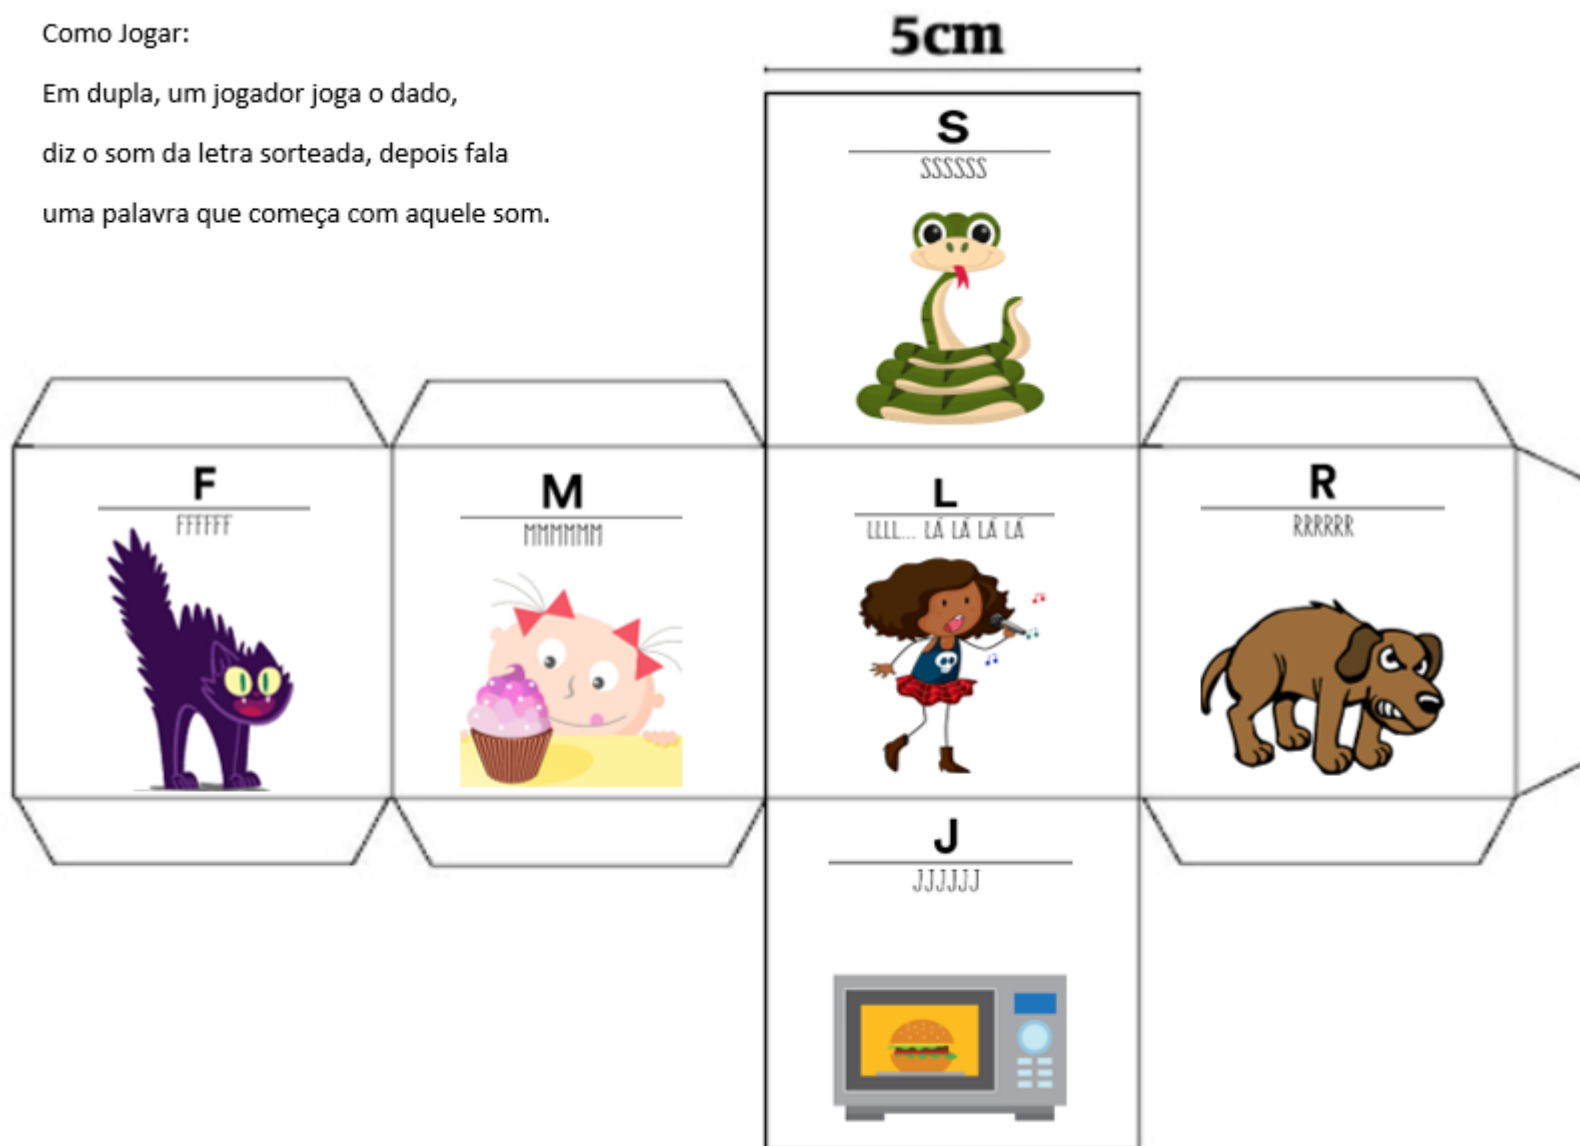 Como Jogar:
Em dupla, um jogador joga o dado,
diz o som da letra sorteada, depois fala
uma palavra que começa com aquele som.
5cm
S
SSSSSS
F
FFFFFF
M
MMMMMM
L
LLLL... LÁ LÁ LÁ LÁ
R
RRRRRR
J
JJJJJJ